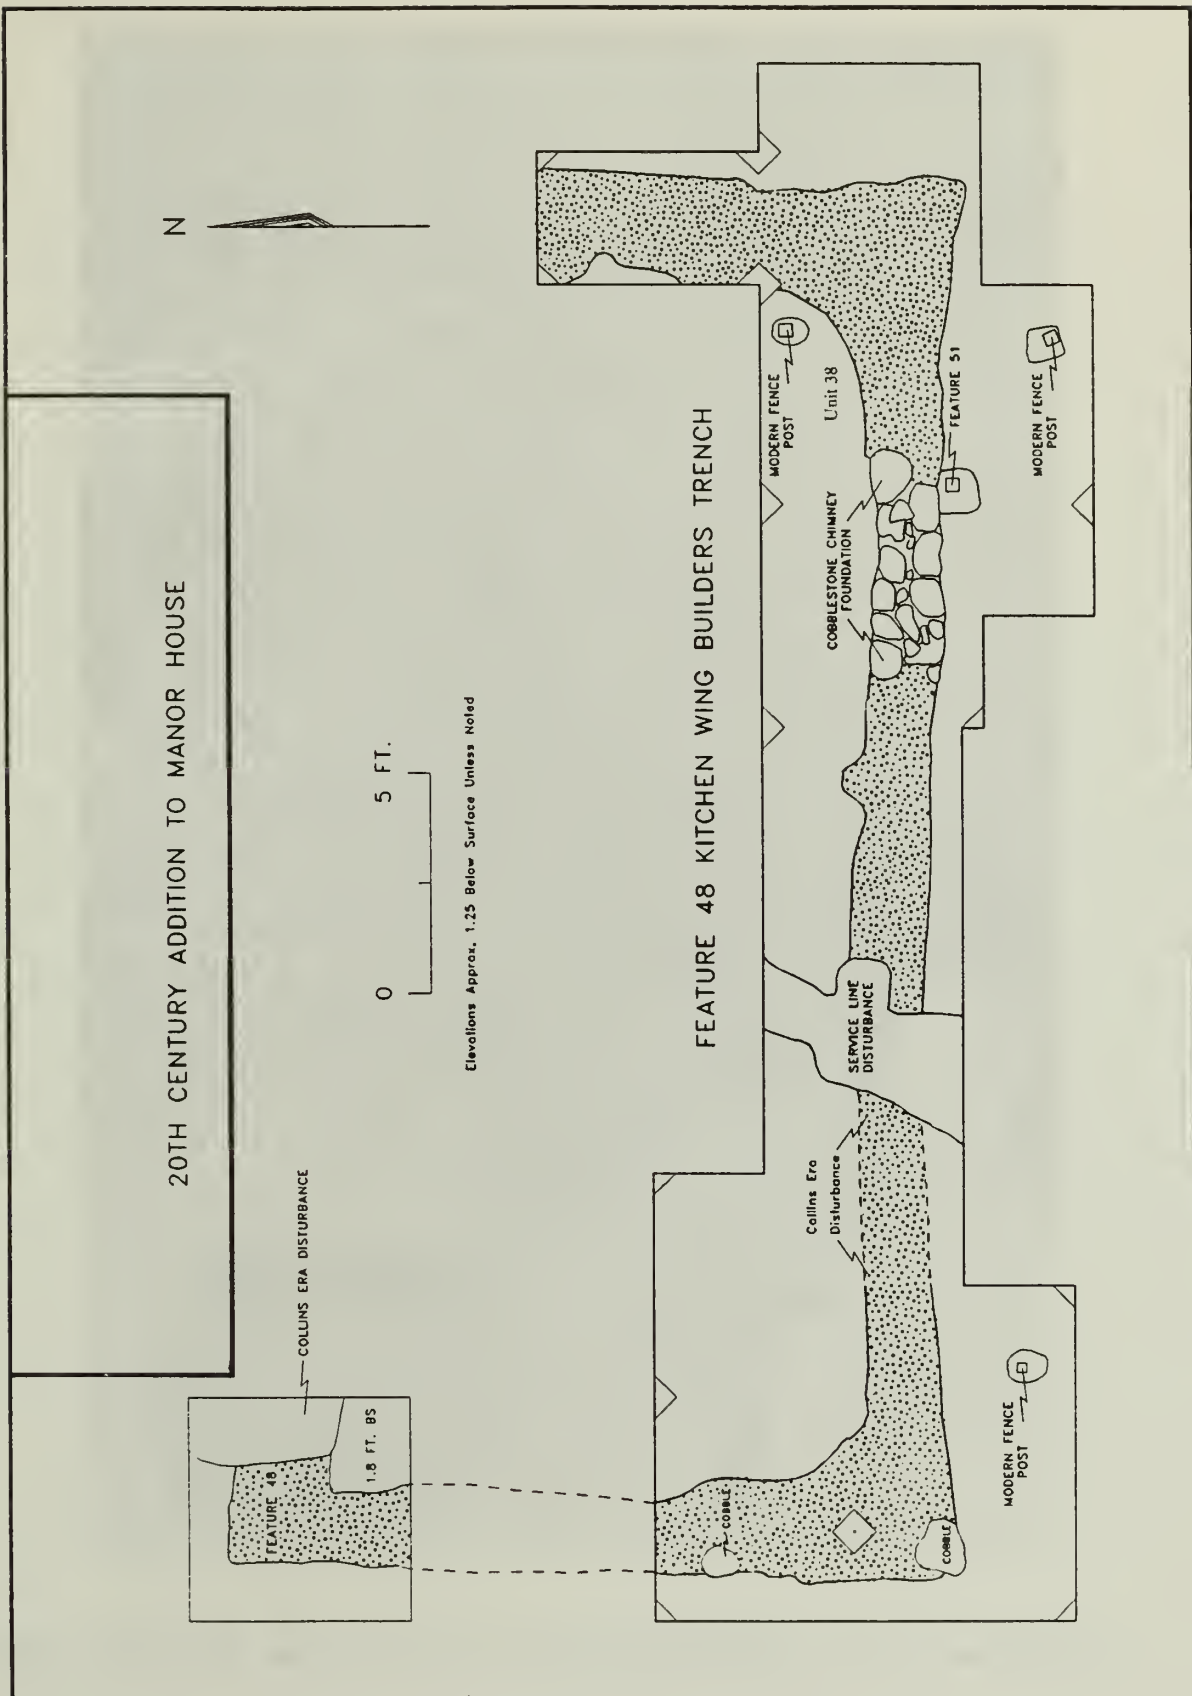 20TH CENTURY ADDITION TO MANOR HOUSE
COLLINS ERA DISTURBANCE
FEATURE 48
1.8 FT. BS
N
0 5 FT.
Elevations Approx. 1.25 Below Surface Unless Noted
FEATURE 48 KITCHEN WING BUILDERS TRENCH
COBBLE
COBBLE
MODERN FENCE
POST
Collins Era
Disturbance
SERVICE LINE
DISTURBANCE
COBBLESTONE CHIMNEY
FOUNDATION
MODERN FENCE
POST
Unit 38
FEATURE 51
MODERN FENCE
POST